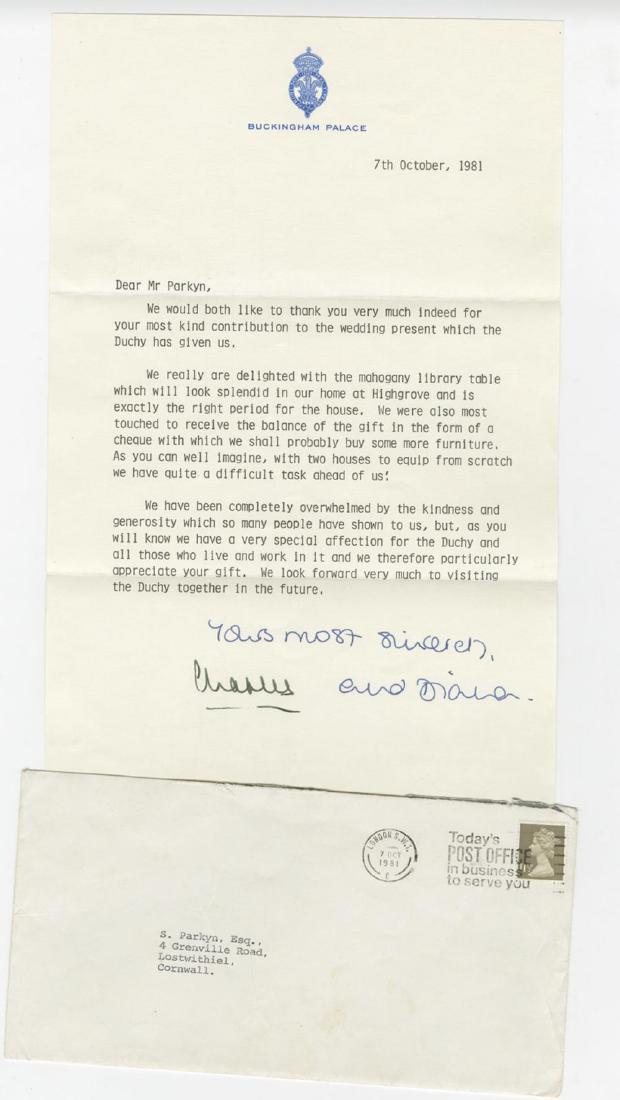 BUCKINGHAM PALACE
7th October, 1981
Dear Mr Parkyn,
We would both like to thank you very much indeed for
your most kind contribution to the wedding present which the
Duchy has given us.
We really are delighted with the mahogany library table
which will look splendid in our home at Highgrove and is
exactly the right period for the house. We were also most
touched to receive the balance of the gift in the form of a
cheque with which we shall probably buy some more furniture.
As you can well imagine, with two houses to equip from scratch
we have quite a difficult task ahead of us!
We have been completely overwhelmed by the kindness and
generosity which so many people have shown to us, but, as you
will know we have a very special affection for the Duchy and
all those who live and work in it and we therefore particularly
appreciate your gift. We look forward very much to visiting
the Duchy together in the future.
Yours most sincerely,
Charles and Diana.
LONDON S.W.1.
7 OCT
1981
Today's
POST OFFICE
in business
to serve you
S. Parkyn, Esq.,
4 Grenville Road,
Lostwithiel,
Cornwall.